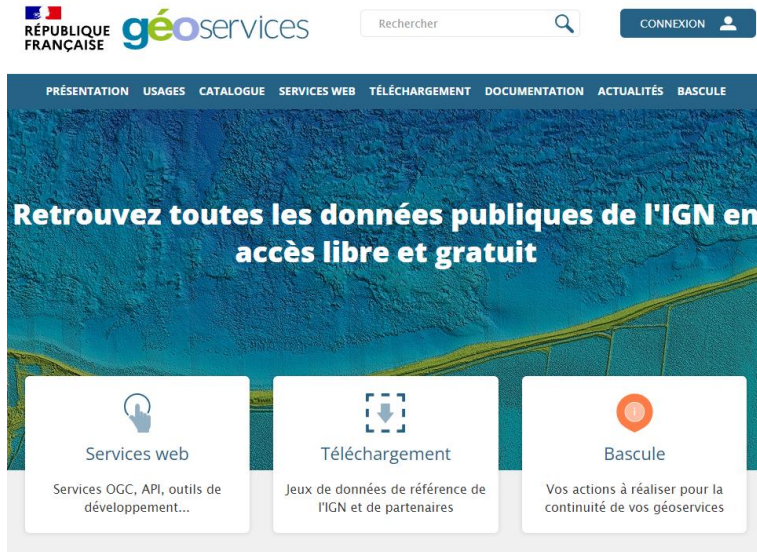 RÉPUBLIQUE
FRANÇAISE
géoservices
Rechercher
CONNEXION
PRÉSENTATION USAGES CATALOGUE SERVICES WEB TÉLÉCHARGEMENT DOCUMENTATION ACTUALITÉS BASCULE
Retrouvez toutes les données publiques de l'IGN en
accès libre et gratuit
Services web
Services OGC, API, outils de
développement...
Téléchargement
Jeux de données de référence de
l'IGN et de partenaires
Bascule
Vos actions à réaliser pour la
continuité de vos géoservices